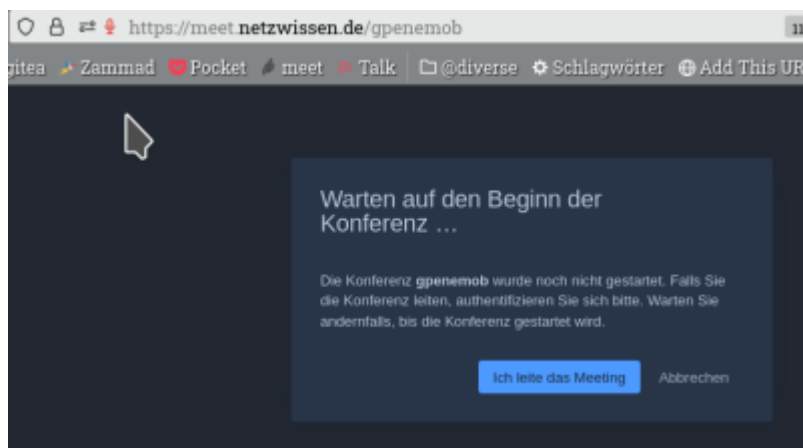 https://meet.netzwissen.de/gpenemob
gitea Zammad Pocket meet Talk @diverse Schlagwörter Add This UR
Warten auf den Beginn der
Konferenz …
Die Konferenz gpenemob wurde noch nicht gestartet. Falls Sie
die Konferenz leiten, authentifizieren Sie sich bitte. Warten Sie
andernfalls, bis die Konferenz gestartet wird.
Ich leite das Meeting Abbrechen